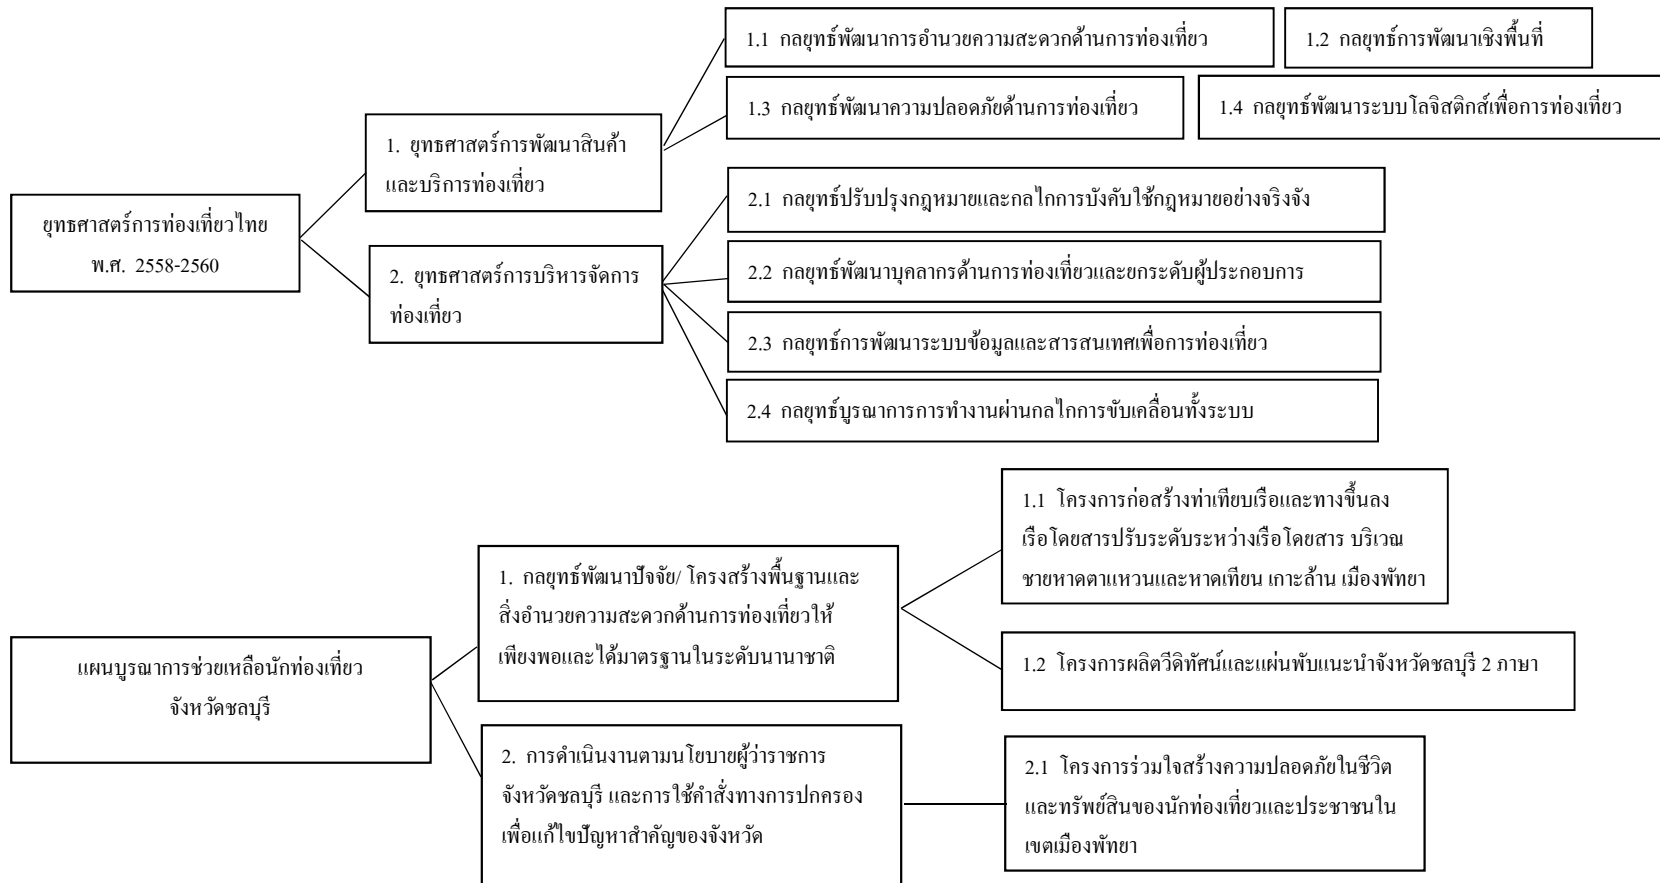 1.1 กลยุทธ์พัฒนาการอำนวยความสะดวกด้านการท่องเที่ยว
1.2 กลยุทธ์การพัฒนาเชิงพื้นที่
1.3 กลยุทธ์พัฒนาความปลอดภัยด้านการท่องเที่ยว
1.4 กลยุทธ์พัฒนาระบบโลจิสติกส์เพื่อการท่องเที่ยว
1. ยุทธศาสตร์การพัฒนาสินค้า
และบริการท่องเที่ยว
ยุทธศาสตร์การท่องเที่ยวไทย
พ.ศ. 2558-2560
2. ยุทธศาสตร์การบริหารจัดการ
ท่องเที่ยว
2.1 กลยุทธ์ปรับปรุงกฎหมายและกลไกการบังคับใช้กฎหมายอย่างจริงจัง
2.2 กลยุทธ์พัฒนาบุคลากรด้านการท่องเที่ยวและยกระดับผู้ประกอบการ
2.3 กลยุทธ์การพัฒนาระบบข้อมูลและสารสนเทศเพื่อการท่องเที่ยว
2.4 กลยุทธ์บูรณาการการทำงานผ่านกลไกการขับเคลื่อนทั้งระบบ
แผนบูรณาการช่วยเหลือนักท่องเที่ยว
จังหวัดชลบุรี
1. กลยุทธ์พัฒนาปัจจัย/ โครงสร้างพื้นฐานและ
สิ่งอำนวยความสะดวกด้านการท่องเที่ยวให้
เพียงพอและได้มาตรฐานในระดับนานาชาติ
1.1 โครงการก่อสร้างท่าเทียบเรือและทางขึ้นลง
เรือโดยสารปรับระดับระหว่างเรือโดยสาร บริเวณ
ชายหาดตาแหวนและหาดเทียน เกาะล้าน เมืองพัทยา
1.2 โครงการผลิตวีดิทัศน์และแผ่นพับแนะนำจังหวัดชลบุรี 2 ภาษา
2. การดำเนินงานตามนโยบายผู้ว่าราชการ
จังหวัดชลบุรี และการใช้คำสั่งทางการปกครอง
เพื่อแก้ไขปัญหาสำคัญของจังหวัด
2.1 โครงการร่วมใจสร้างความปลอดภัยในชีวิต
และทรัพย์สินของนักท่องเที่ยวและประชาชนใน
เขตเมืองพัทยา